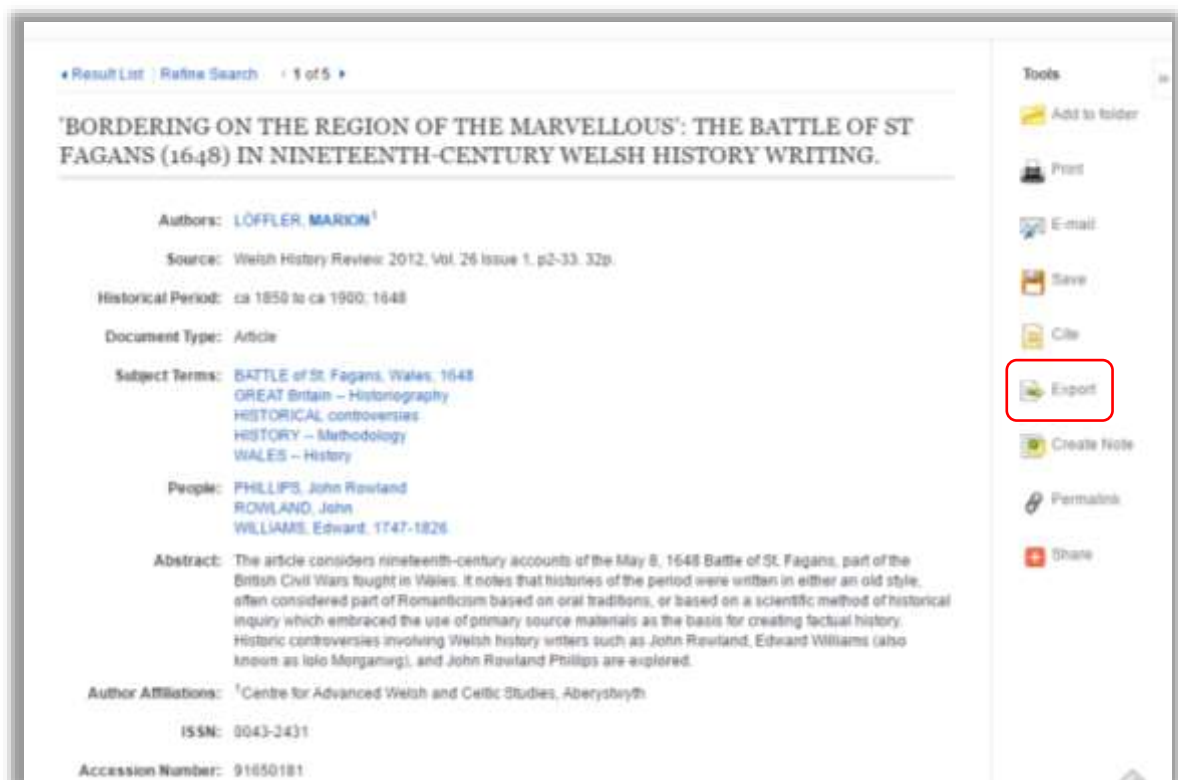 Result List Refine Search 1 of 5
'BORDERING ON THE REGION OF THE MARVELLOUS': THE BATTLE OF ST
FAGANS (1648) IN NINETEENTH-CENTURY WELSH HISTORY WRITING.
Authors: LÖFFLER, MARION1
Source: Welsh History Review. 2012, Vol. 26 Issue 1, p2-33. 32p.
Historical Period: ca 1850 to ca 1900; 1648
Document Type: Article
Subject Terms: BATTLE of St. Fagans, Wales, 1648
GREAT Britain -- Historiography
HISTORICAL controversies
HISTORY -- Methodology
WALES -- History
People: PHILLIPS, John Rowland
ROWLAND, John
WILLIAMS, Edward, 1747-1826
Abstract: The article considers nineteenth-century accounts of the May 8, 1648 Battle of St. Fagans, part of the
British Civil Wars fought in Wales. It notes that histories of the period were written in either an old style,
often considered part of Romanticism based on oral traditions, or based on a scientific method of historical
inquiry which embraced the use of primary source materials as the basis for creating factual history.
Historic controversies involving Welsh history writers such as John Rowland, Edward Williams (also
known as Iolo Morganwg), and John Rowland Phillips are explored.
Author Affiliations: 1Centre for Advanced Welsh and Celtic Studies, Aberystwyth
ISSN: 0043-2431
Accession Number: 91650181
Tools
»
Add to folder
Print
E-mail
Save
Cite
Export
Create Note
Permalink
Share